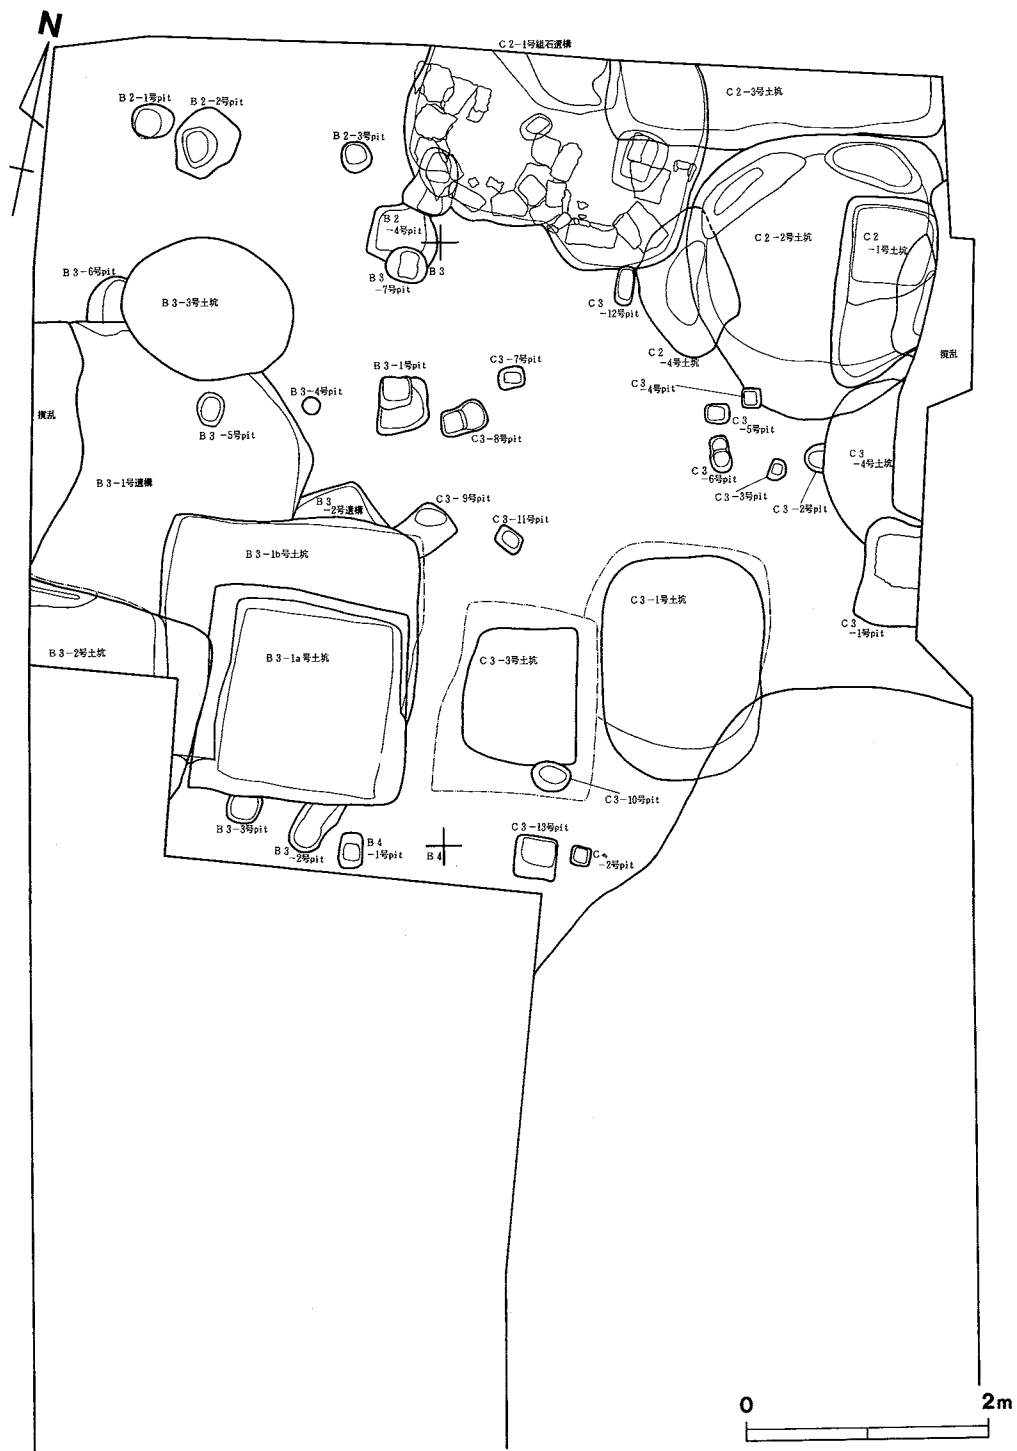 N
C2-1号組石遺構
B2-1号pit
B2-2号pit
C2-3号土坑
B2-3号pit
B2
-4号pit
C2-2号土坑
C2
-1号土坑
B3-6号pit
B3
B3
-7号pit
B3-3号土坑
C3
-12号pit
C2
-4号土坑
撹乱
B3-1号pit
C3-7号pit
C3
-4号pit
B3-4号pit
撹乱
B3-5号pit
C3-8号pit
C3
-5号pit
C3
-6号pit
C3
-4号土坑
B3-1号遺構
C3-3号pit
C3-2号pit
B3
-2号遺構
C3-9号pit
C3-11号pit
B3-1b号土坑
C3-1号土坑
C3
-1号pit
B3-2号土坑
B3-1a号土坑
C3-3号土坑
C3-10号pit
B3-3号pit
B3
-2号pit
B4
-1号pit
B4
C3-13号pit
-2号pit
0
2m